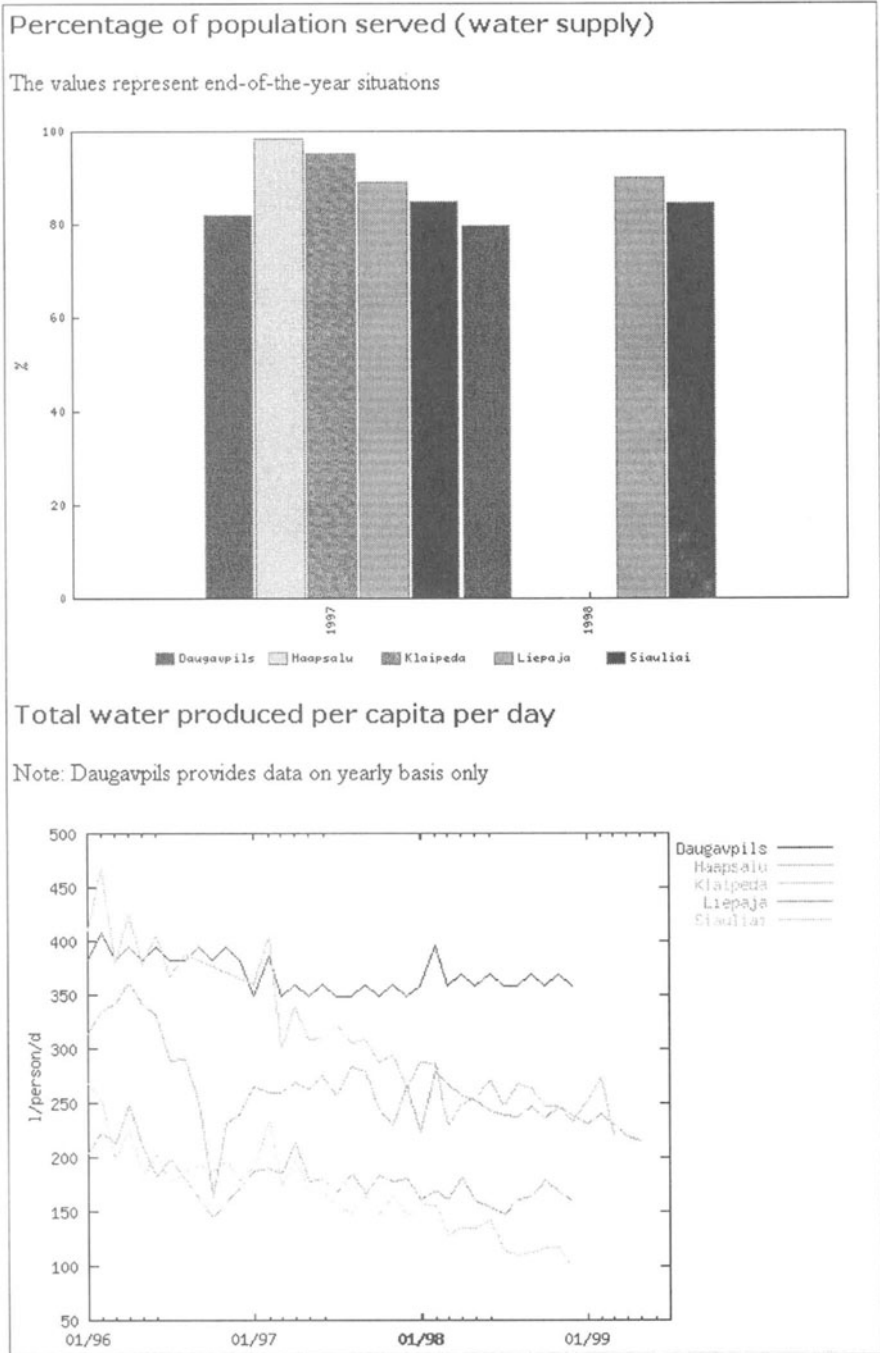 Percentage of population served (water supply)
The values represent end-of-the-year situations
100
80
60
40
20
0
%
1997
1998
Daugavpils Haapsalu Klaipeda Liepaja Siauliai
Total water produced per capita per day
Note: Daugavpils provides data on yearly basis only
500
450
400
350
300
250
200
150
100
50
l/person/d
Daugavpils
Haapsalu
Klaipeda
Liepaja
Siauliai
01/96 01/97 01/98 01/99